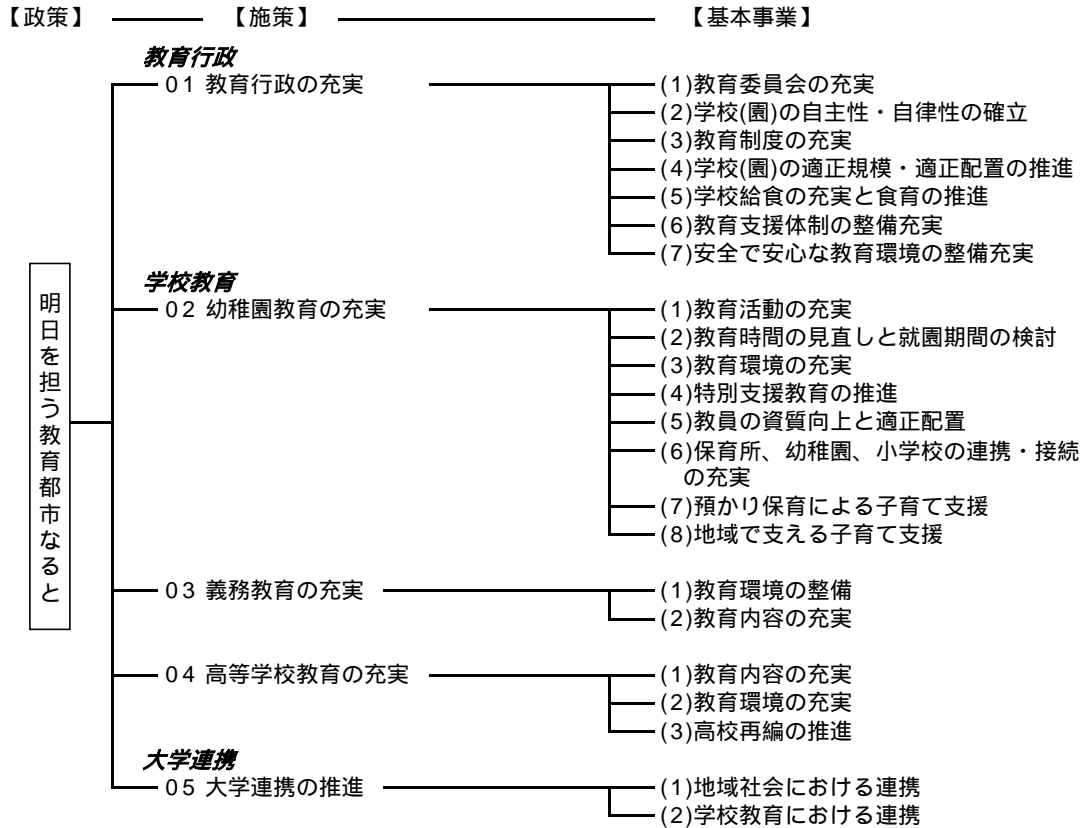 【政策】 【施策】 【基本事業】
教育行政
01 教育行政の充実
(1)教育委員会の充実
(2)学校(園)の自主性・自律性の確立
(3)教育制度の充実
(4)学校(園)の適正規模・適正配置の推進
(5)学校給食の充実と食育の推進
(6)教育支援体制の整備充実
(7)安全で安心な教育環境の整備充実
明日を担う教育都市なると
学校教育
02 幼稚園教育の充実
(1)教育活動の充実
(2)教育時間の見直しと就園期間の検討
(3)教育環境の充実
(4)特別支援教育の推進
(5)教員の資質向上と適正配置
(6)保育所、幼稚園、小学校の連携・接続
の充実
(7)預かり保育による子育て支援
(8)地域で支える子育て支援
03 義務教育の充実
(1)教育環境の整備
(2)教育内容の充実
04 高等学校教育の充実
(1)教育内容の充実
(2)教育環境の充実
(3)高校再編の推進
大学連携
05 大学連携の推進
(1)地域社会における連携
(2)学校教育における連携